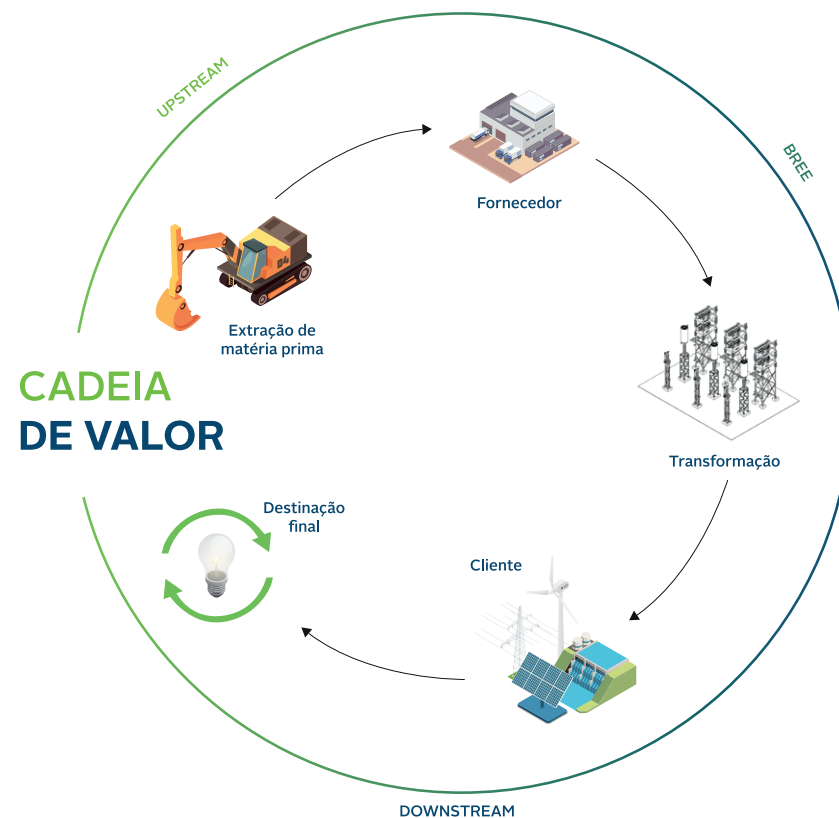 UPSTREAM
BREE
Fornecedor
Extração de
matéria prima
CADEIA
DE VALOR
Transformação
Destinação
final
Cliente
DOWNSTREAM